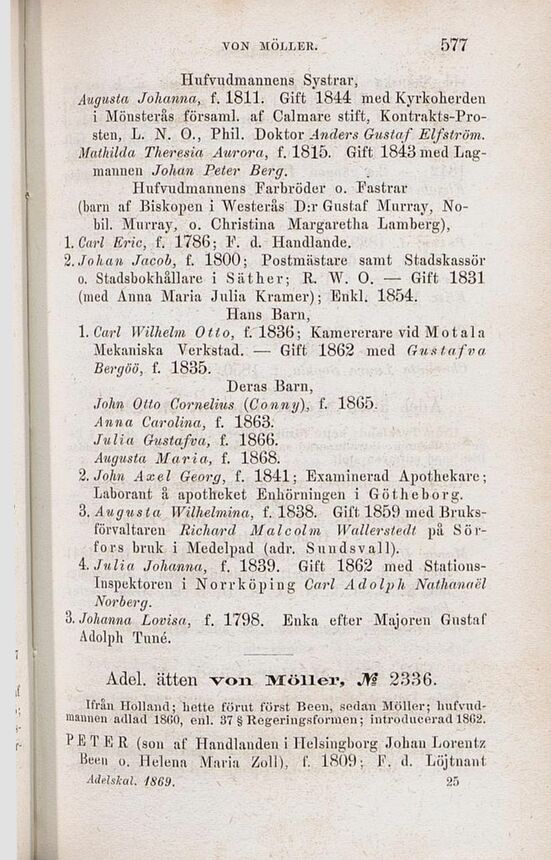 VON MÖLLER. 577
Hufvudmannens Systrar,
Augusta Johanna, f. 1811. Gift 1844 med Kyrkoherden
i Mönsterås församl. af Calmare stift, Kontrakts-Pro-
sten, L. N. O., Phil. Doktor Anders Gustaf Elfström.
Mathilda Theresia Aurora, f. 1815. Gift 1843 med Lag-
mannen Johan Peter Berg.
Hufvudmannens Farbröder o. Fastrar
(barn af Biskopen i Westerås D:r Gustaf Murray, No-
bil. Murray, o. Christina Margaretha Lamberg),
1. Carl Eric, f. 1786; F. d. Handlande.
2. Johan Jacob, f. 1800; Postmästare samt Stadskassör
o. Stadsbokhållare i Säther; R. W. O. — Gift 1831
(med Anna Maria Julia Kramer); Enkl. 1854.
Hans Barn,
1. Carl Wilhelm Otto, f. 1836; Kamererare vid Motala
Mekaniska Verkstad. — Gift 1862 med Gustafva
Bergöö, f. 1835.
Deras Barn,
John Otto Cornelius (Conny), f. 1865.
Anna Carolina, f. 1863.
Julia Gustafva, f. 1866.
Augusta Maria, f. 1868.
2. John Axel Georg, f. 1841; Examinerad Apothekare;
Laborant å apotheket Enhörningen i Götheborg.
3. Augusta Wilhelmina, f. 1838. Gift 1859 med Bruks-
förvaltaren Richard Malcolm Wallerstedt på Sör-
fors bruk i Medelpad (adr. Sundsvall).
4. Julia Johanna, f. 1839. Gift 1862 med Stations-
Inspektoren i Norrköping Carl Adolph Nathanaël
Norberg.
3. Johanna Lovisa, f. 1798. Enka efter Majoren Gustaf
Adolph Tuné.
Adel. ätten von Möller, № 2336.
Ifrån Holland; hette förut först Been, sedan Möller; hufvud-
mannen adlad 1860, enl. 37 § Regeringsformen; introducerad 1862.
PETER (son af Handlanden i Helsingborg Johan Lorentz
Been o. Helena Maria Zoll), f. 1809; F. d. Löjtnant
Adelskal. 1869. 25